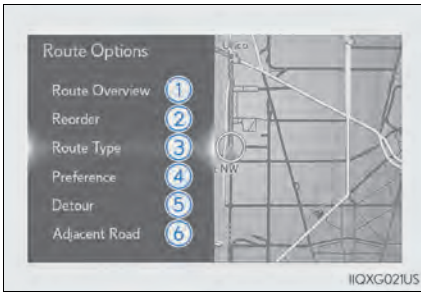 Route Options
Route Overview 1
Reorder 2
Route Type 3
Preference 4
Detour 5
Adjacent Road 6
NW
IIQXG021US